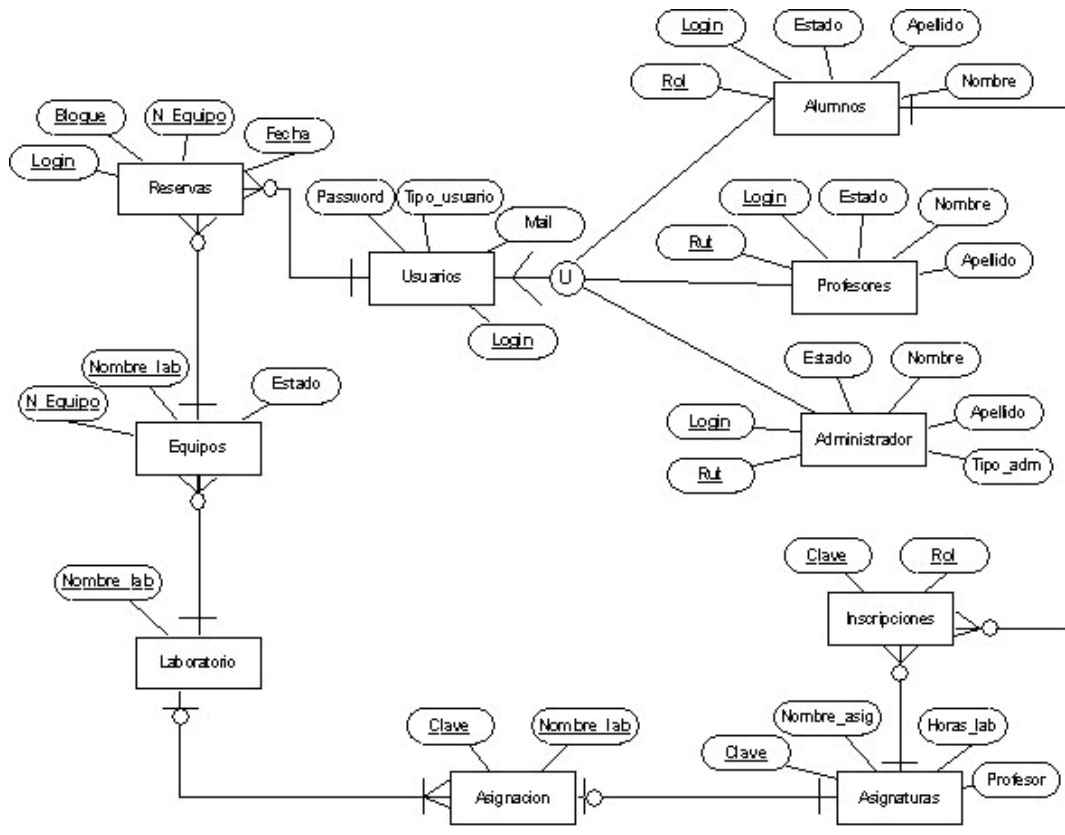 Login
Estado
Apellido
Rol
Nombre
Alumnos
Bloque
N_Equipo
Fecha
Login
Reservas
Password
Tipo_usuario
Mail
Usuarios
Login
U
Login
Estado
Nombre
Rut
Apellido
Profesores
Estado
Nombre
Login
Apellido
Rut
Tipo_adm
Administrador
Nombre_lab
N_Equipo
Estado
Equipos
Nombre_lab
Laboratorio
Clave
Rol
Inscripciones
Clave
Nombre_lab
Asignacion
Nombre_asig
Horas_lab
Clave
Profesor
Asignaturas